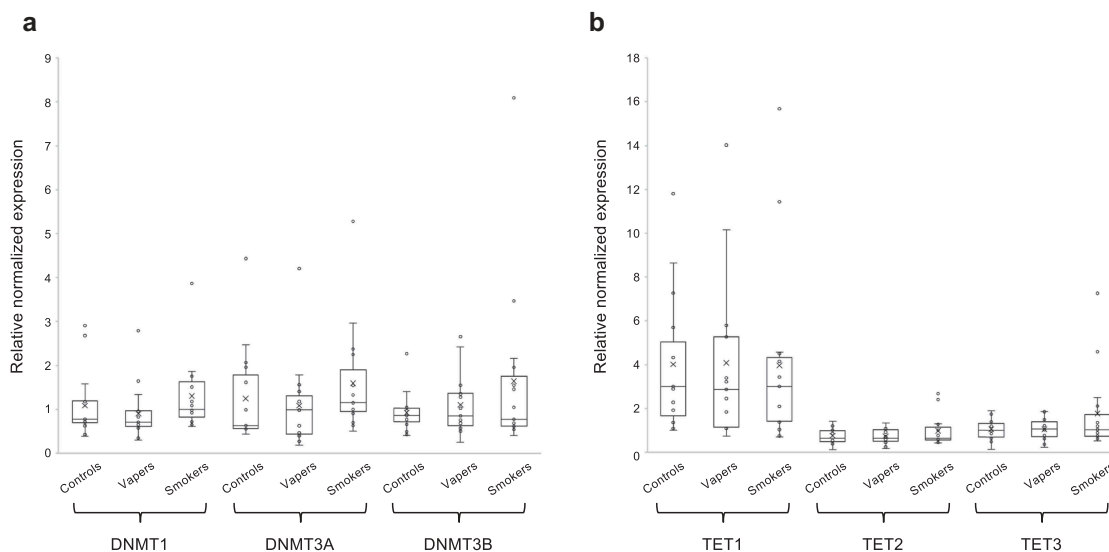 a
Relative normalized expression
9
8
7
6
5
4
3
2
1
0
Controls
Vapers
Smokers
Controls
Vapers
Smokers
Controls
Vapers
Smokers
DNMT1
DNMT3A
DNMT3B
b
Relative normalized expression
18
16
14
12
10
8
6
4
2
0
Controls
Vapers
Smokers
Controls
Vapers
Smokers
Controls
Vapers
Smokers
TET1
TET2
TET3